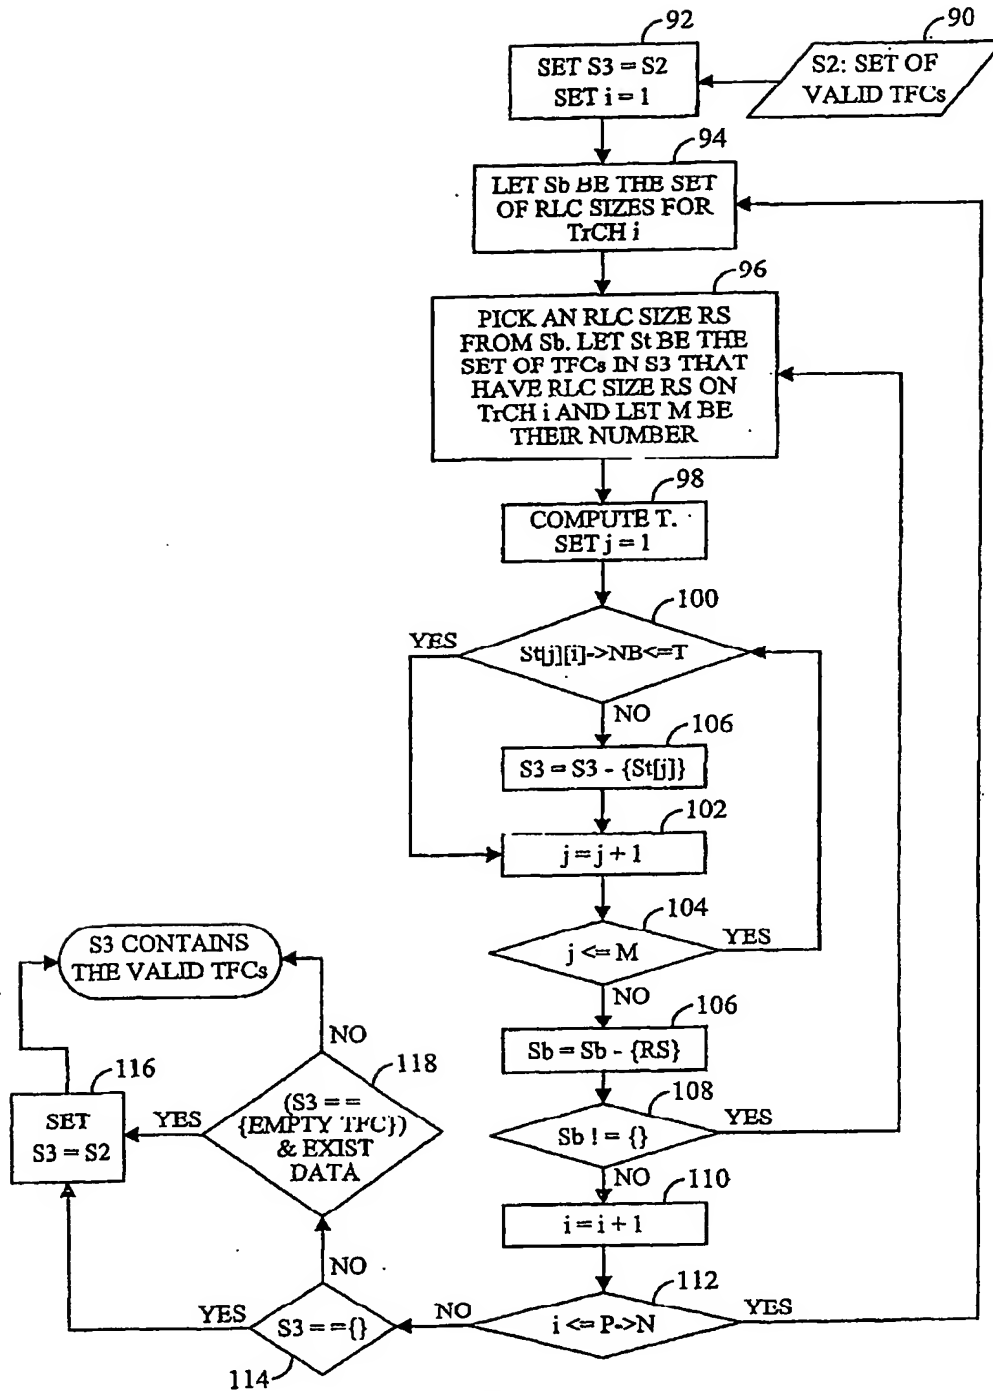 92
90
SET S3 = S2
SET i = 1
S2: SET OF
VALID TFCs
94
LET Sb BE THE SET
OF RLC SIZES FOR
TrCH i
96
PICK AN RLC SIZE RS
FROM Sb. LET St BE THE
SET OF TFCs IN S3 THAT
HAVE RLC SIZE RS ON
TrCH i AND LET M BE
THEIR NUMBER
98
COMPUTE T.
SET j = 1
100
YES
St[j][i]->NB<=T
NO
106
S3 = S3 - {St[j]}
102
j = j + 1
104
j <= M
YES
NO
S3 CONTAINS
THE VALID TFCs
106
Sb = Sb - {RS}
NO
116
118
108
SET
S3 = S2
YES
(S3 = =
{EMPTY TFC})
& EXIST
DATA
Sb ! = {}
YES
NO
110
i = i + 1
NO
112
YES
S3 = = {}
NO
i <= P->N
YES
114